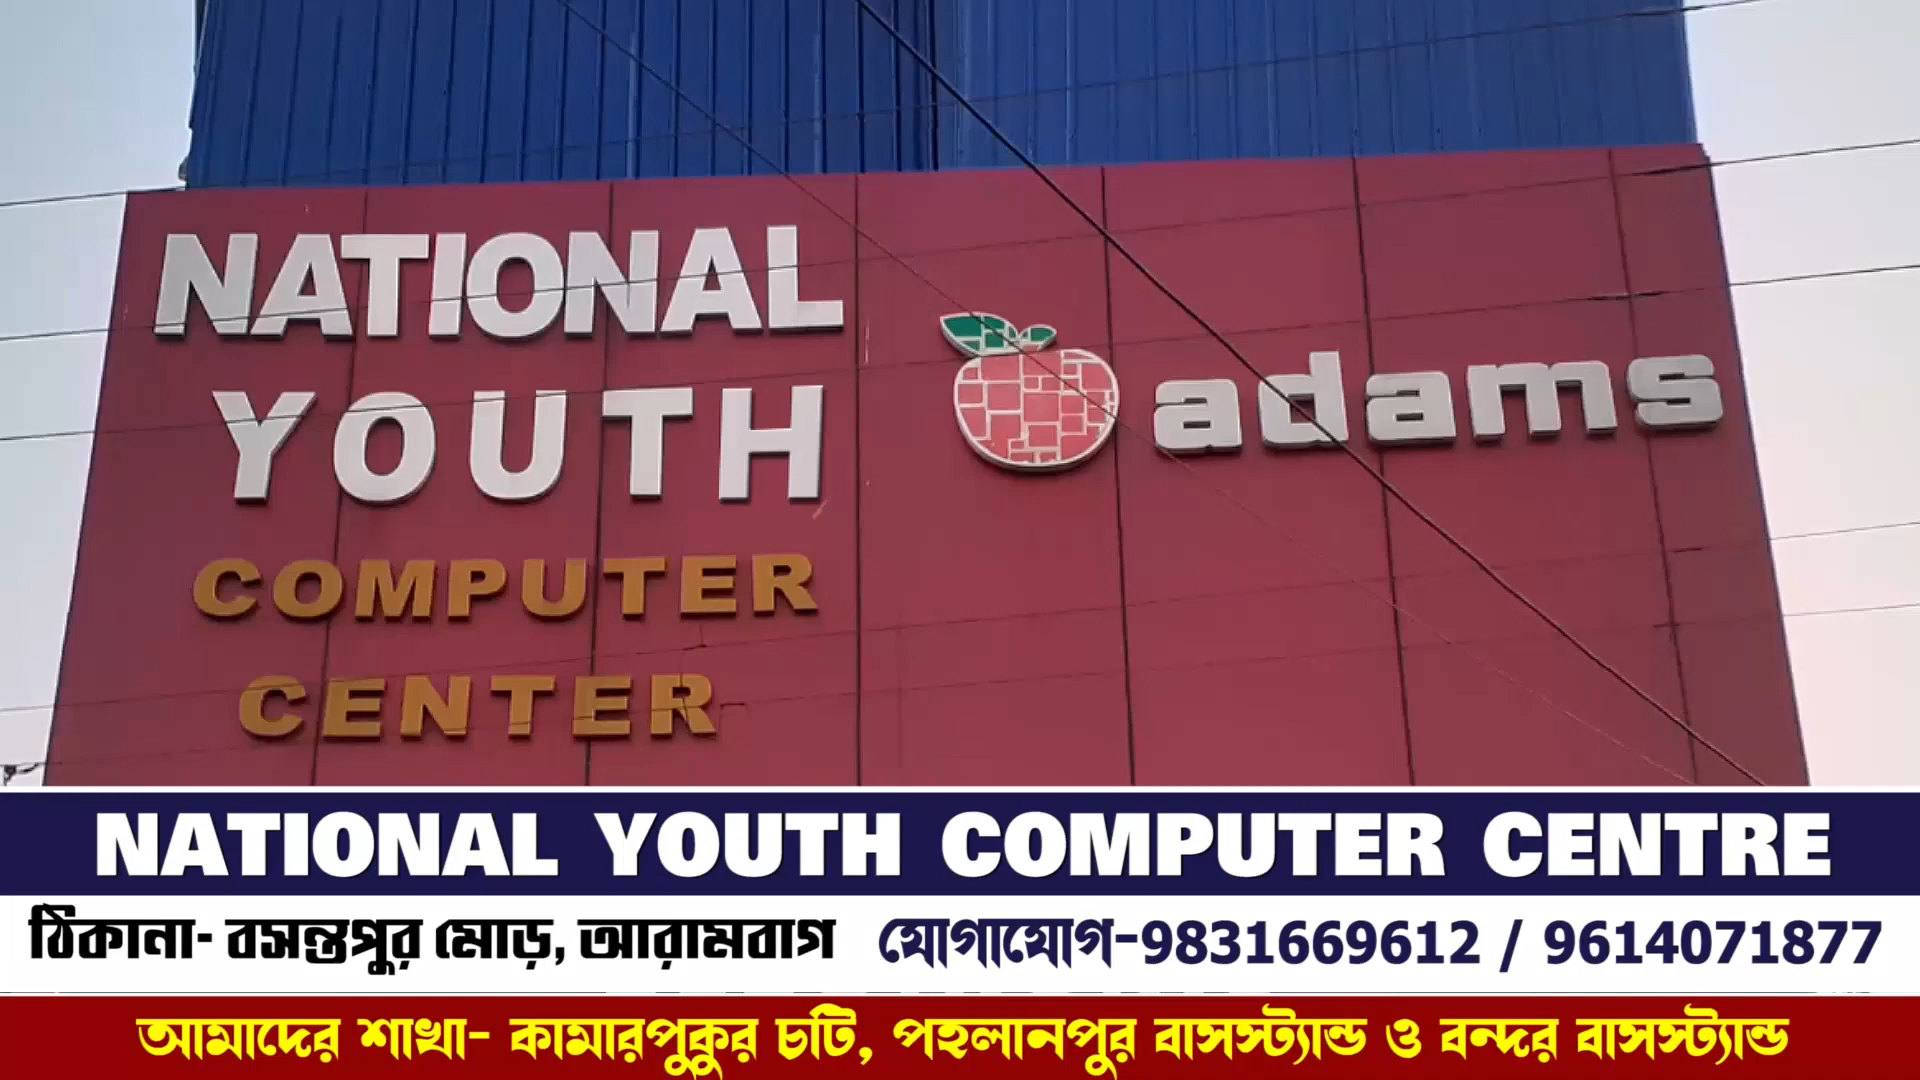 NATIONAL
YOUTH
COMPUTER
CENTER
adams
NATIONAL YOUTH COMPUTER CENTRE
ঠিকানা- বসন্তপুর মোড়, আরামবাগ যোগাযোগ-9831669612 / 9614071877
আমাদের শাখা- কামারপুকুর চটি, পহলানপুর বাসস্ট্যান্ড ও বন্দর বাসস্ট্যান্ড